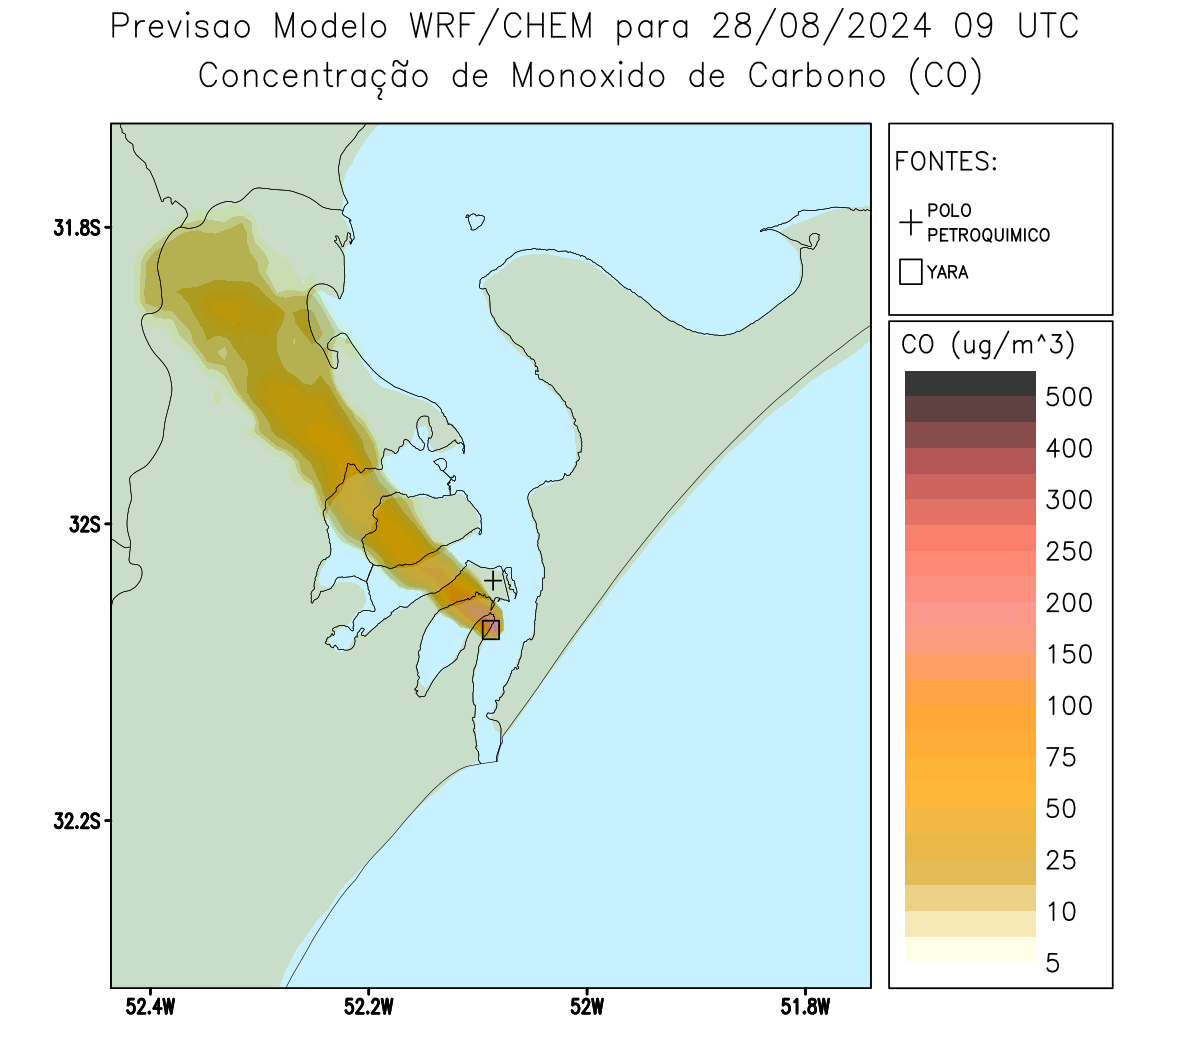 Previsao Modelo WRF/CHEM para 28/08/2024 09 UTC
Concentração de Monoxido de Carbono (CO)
FONTES:
POLO
PETROQUIMICO
YARA
CO (ug/m^3)
500
400
300
250
200
150
100
75
50
25
10
5
31.8S
32S
32.2S
52.4W
52.2W
52W
51.8W